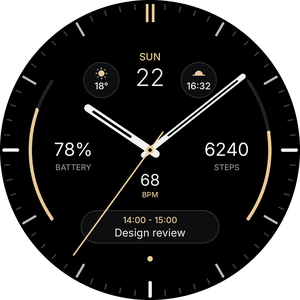 SUN
22
18°
16:32
78%
BATTERY
6240
STEPS
68
BPM
14:00 - 15:00
Design review